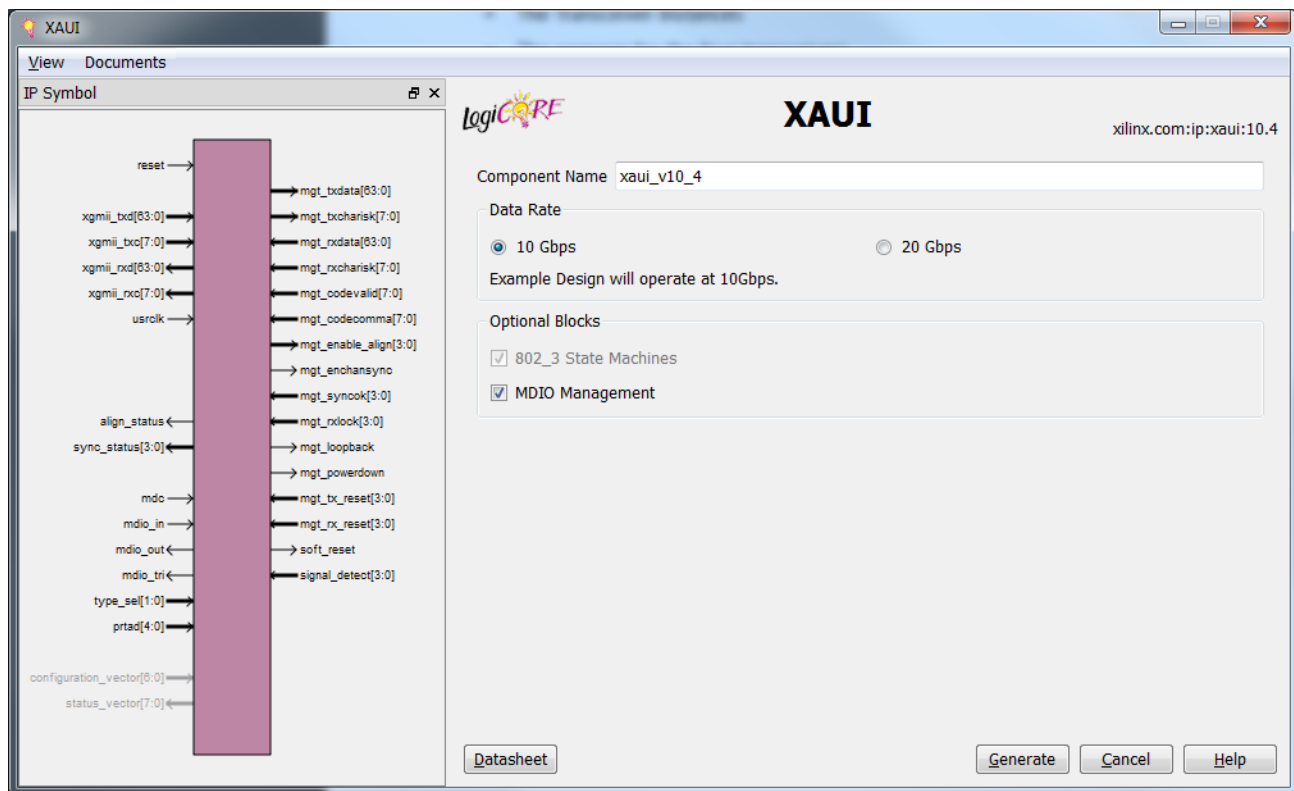 The transceiver instances
XAUI
View Documents
IP Symbol
reset
mgt_txdata[63:0]
xgmii_txd[63:0]
mgt_txcharisk[7:0]
xgmii_txc[7:0]
mgt_rxdata[63:0]
xgmii_rxd[63:0]
mgt_rxcharisk[7:0]
xgmii_rxc[7:0]
mgt_codevalid[7:0]
usrclk
mgt_codecomma[7:0]
mgt_enable_align[3:0]
mgt_enchansync
mgt_syncok[3:0]
align_status
mgt_rxlock[3:0]
sync_status[3:0]
mgt_loopback
mgt_powerdown
mdc
mgt_tx_reset[3:0]
mdio_in
mgt_rx_reset[3:0]
mdio_out
soft_reset
mdio_tri
signal_detect[3:0]
type_sel[1:0]
prtad[4:0]
configuration_vector[6:0]
status_vector[7:0]
logiCORE
XAUI
xilinx.com:ip:xaui:10.4
Component Name xaui_v10_4
Data Rate
10 Gbps 20 Gbps
Example Design will operate at 10Gbps.
Optional Blocks
802_3 State Machines
MDIO Management
Datasheet Generate Cancel Help